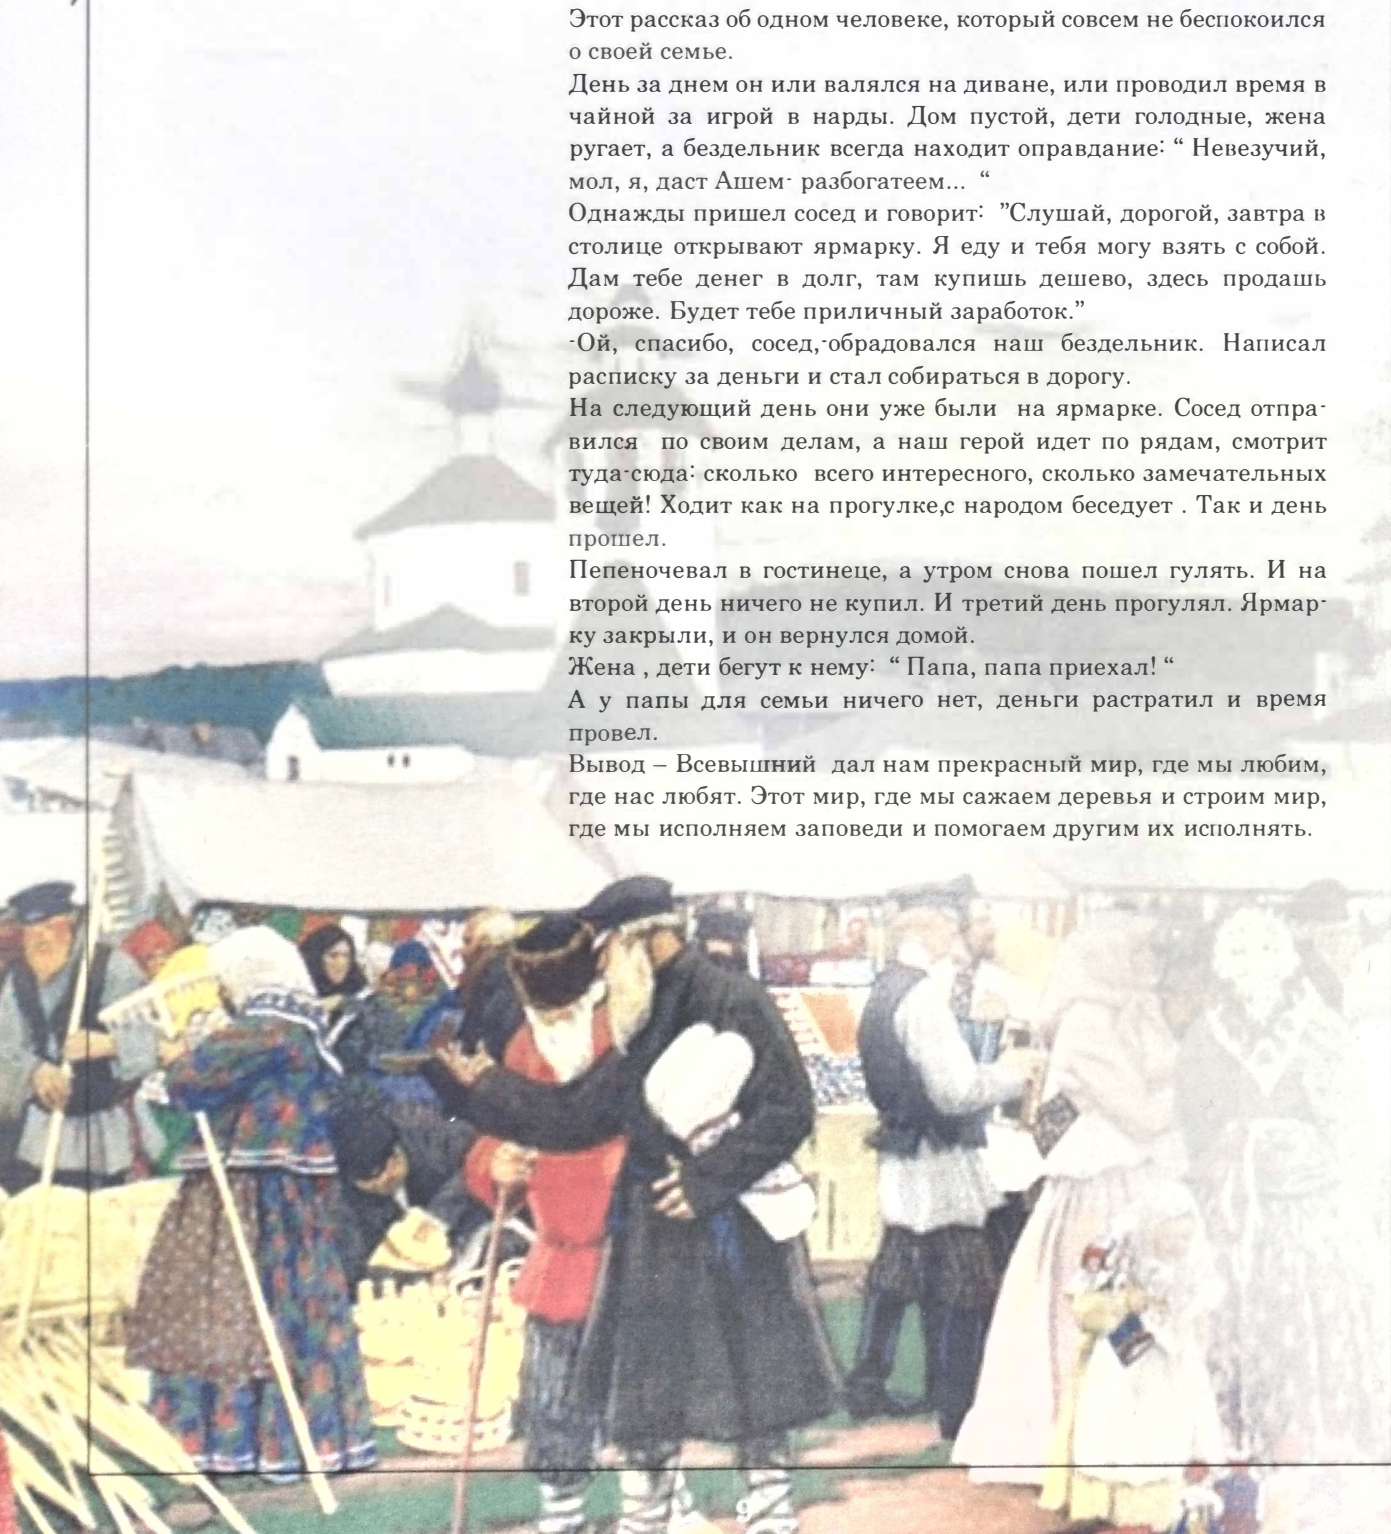 Этот рассказ об одном человеке, который совсем не беспокоился
о своей семье.
День за днем он или валялся на диване, или проводил время в
чайной за игрой в нарды. Дом пустой, дети голодные, жена
ругает, а бездельник всегда находит оправдание: “ Невезучий,
мол, я, даст Ашем- разбогатеем... “
Однажды пришел сосед и говорит: ”Слушай, дорогой, завтра в
столице открывают ярмарку. Я еду и тебя могу взять с собой.
Дам тебе денег в долг, там купишь дешево, здесь продашь
дороже. Будет тебе приличный заработок.”
-Ой, спасибо, сосед,-обрадовался наш бездельник. Написал
расписку за деньги и стал собираться в дорогу.
На следующий день они уже были на ярмарке. Сосед отпра-
вился по своим делам, а наш герой идет по рядам, смотрит
туда-сюда: сколько всего интересного, сколько замечательных
вещей! Ходит как на прогулке,с народом беседует . Так и день
прошел.
Пепеночевал в гостинеце, а утром снова пошел гулять. И на
второй день ничего не купил. И третий день прогулял. Ярмар-
ку закрыли, и он вернулся домой.
Жена , дети бегут к нему: “ Папа, папа приехал! “
А у папы для семьи ничего нет, деньги растратил и время
провел.
Вывод – Всевышний дал нам прекрасный мир, где мы любим,
где нас любят. Этот мир, где мы сажаем деревья и строим мир,
где мы исполняем заповеди и помогаем другим их исполнять.
9